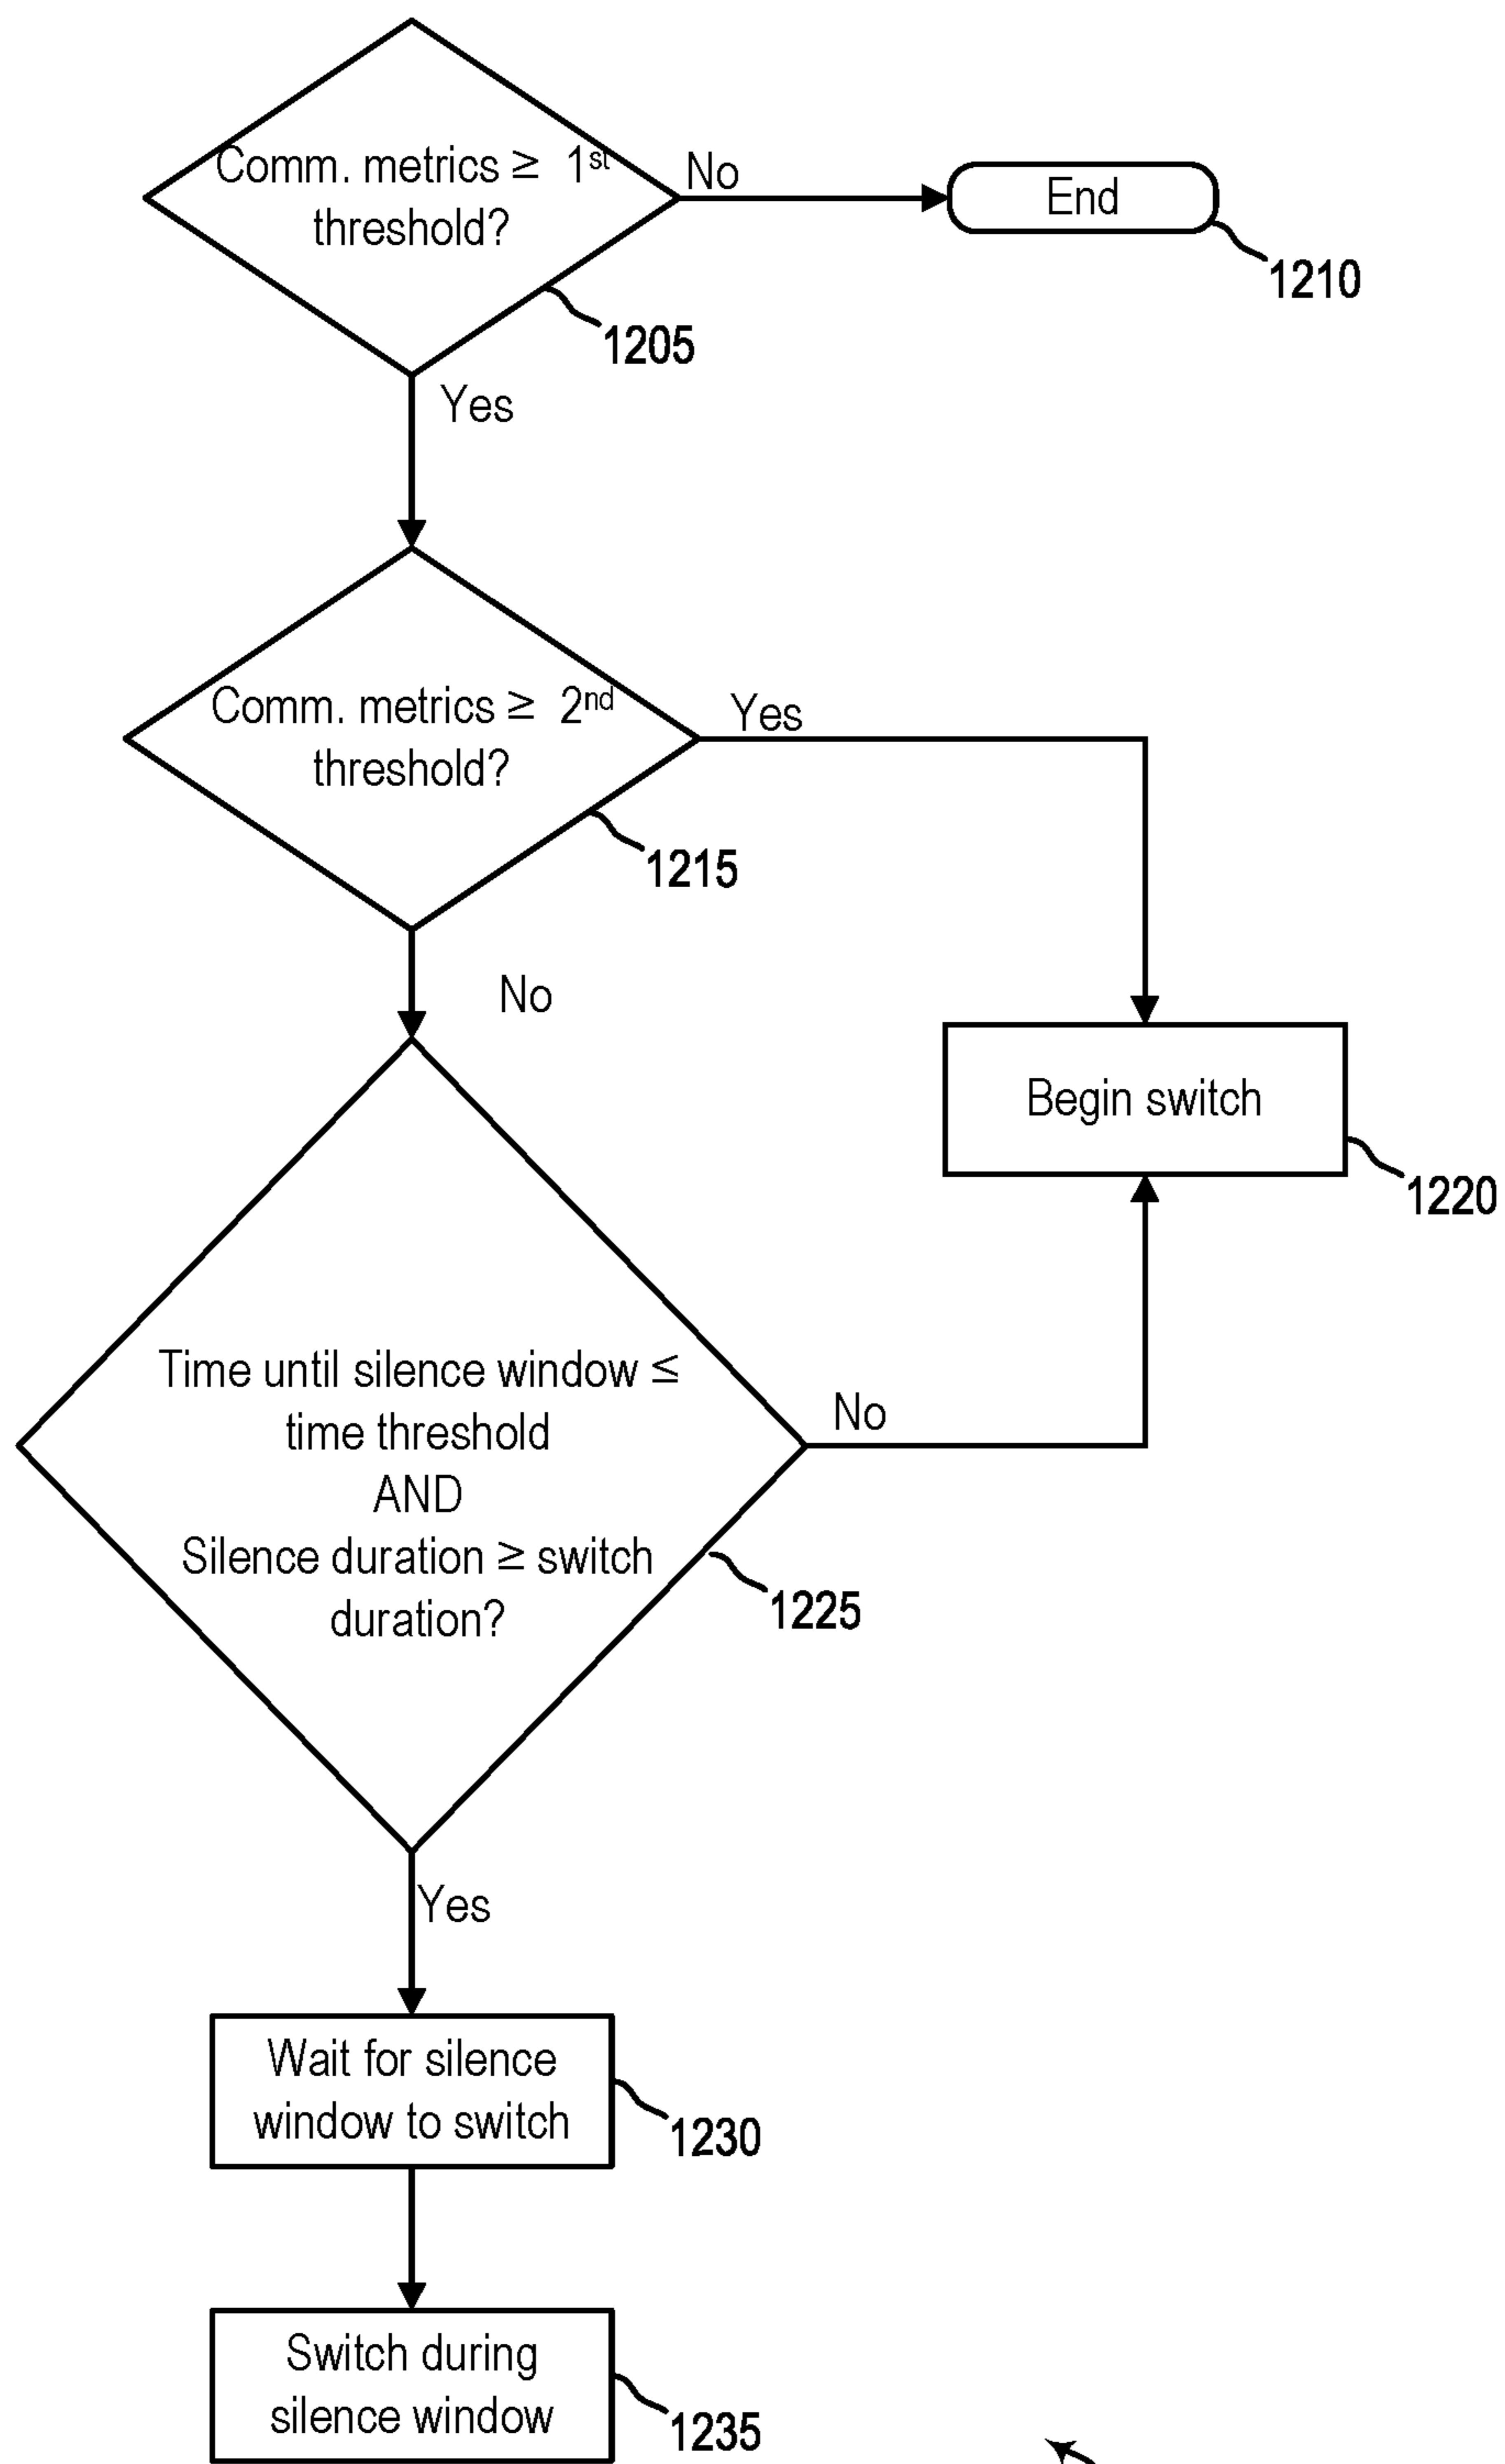 Comm. metrics ≥ 1st
threshold?
No
End
1210
1205
Yes
Comm. metrics ≥ 2nd
threshold?
Yes
1215
No
Begin switch
1220
Time until silence window ≤
time threshold
AND
Silence duration ≥ switch
duration?
No
1225
Yes
Wait for silence
window to switch
1230
Switch during
silence window
1235